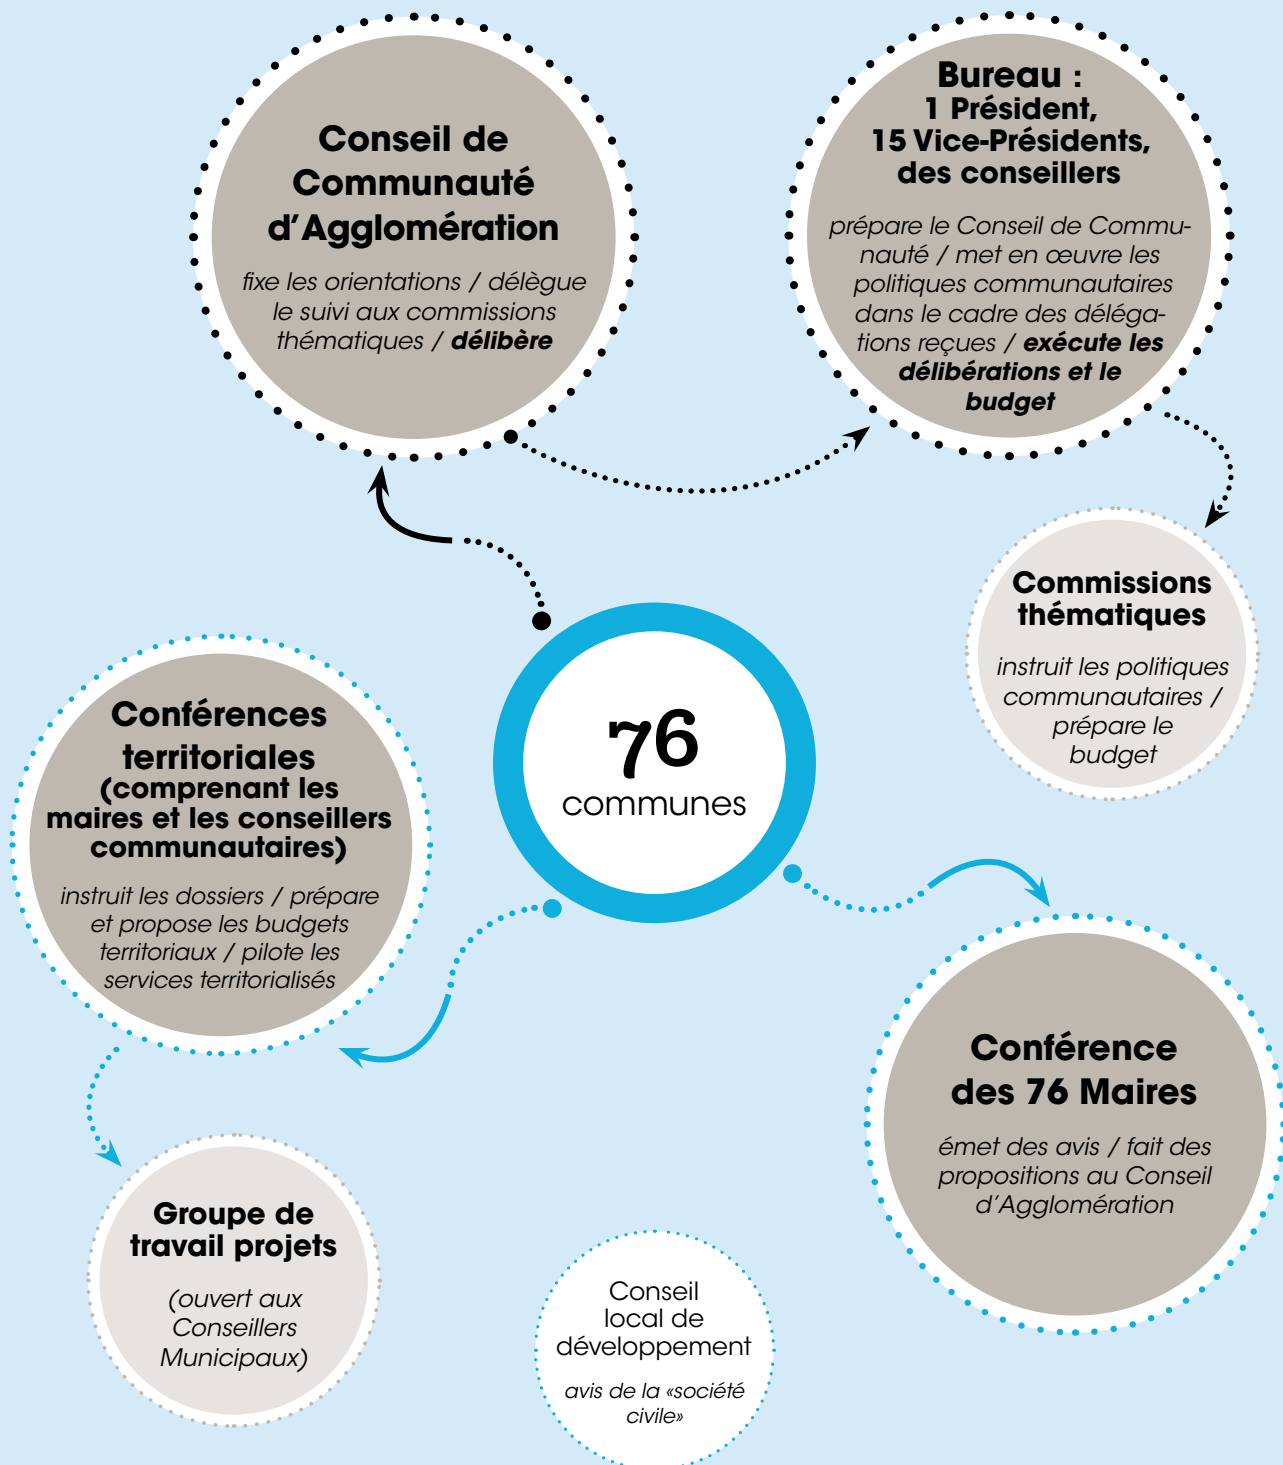 Conseil de
Communauté
d'Agglomération
fixe les orientations / délègue
le suivi aux commissions
thématiques / délibère
Bureau :
1 Président,
15 Vice-Présidents,
des conseillers
prépare le Conseil de Commu-
nauté / met en œuvre les
politiques communautaires
dans le cadre des déléga-
tions reçues / exécute les
délibérations et le
budget
Commissions
thématiques
instruit les politiques
communautaires /
prépare le
budget
76
communes
Conférences
territoriales
(comprenant les
maires et les conseillers
communautaires)
instruit les dossiers / prépare
et propose les budgets
territoriaux / pilote les
services territorialisés
Conférence
des 76 Maires
émet des avis / fait des
propositions au Conseil
d'Agglomération
Groupe de
travail projets
(ouvert aux
Conseillers
Municipaux)
Conseil
local de
développement
avis de la «société
civile»